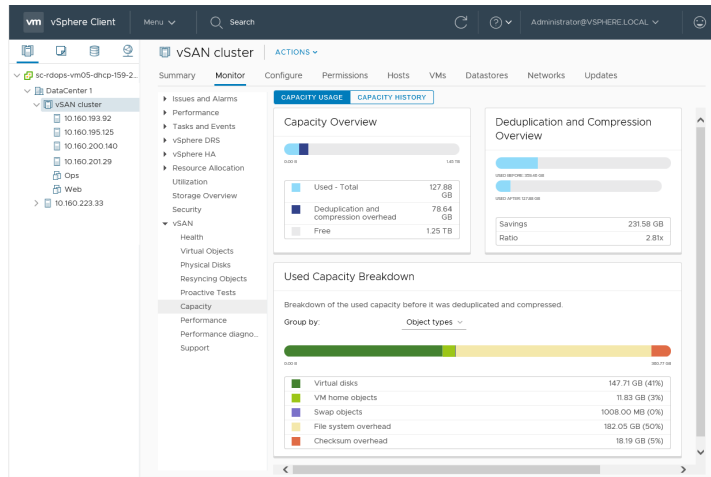 vm vSphere Client Menu Search Administrator@VSPHERE.LOCAL
vSAN cluster ACTIONS
Summary Monitor Configure Permissions Hosts VMs Datastores Networks Updates
sc-rdops-vm05-dhcp-159-2...
DataCenter 1
vSAN cluster
10.160.193.92
10.160.195.125
10.160.200.140
10.160.201.29
Ops
Web
10.160.223.33
Issues and Alarms
Performance
Tasks and Events
vSphere DRS
vSphere HA
Resource Allocation
Utilization
Storage Overview
Security
vSAN
Health
Virtual Objects
Physical Disks
Resyncing Objects
Proactive Tests
Capacity
Performance
Performance diagno...
Support
CAPACITY USAGE CAPACITY HISTORY
Capacity Overview
0.00 B
Used - Total 127.88
GB
Deduplication and 78.64
compression overhead GB
Free 1.25 TB
Deduplication and Compression
Overview
USED BEFORE
USED AFTER
Savings 231.58 GB
Ratio 2.81x
Used Capacity Breakdown
Breakdown of the used capacity before it was deduplicated and compressed.
Group by: Object types
0.00 B
Virtual disks 147.71 GB (41%)
VM home objects 11.83 GB (3%)
Swap objects 1008.00 MB (0%)
File system overhead 182.05 GB (50%)
Checksum overhead 18.19 GB (5%)